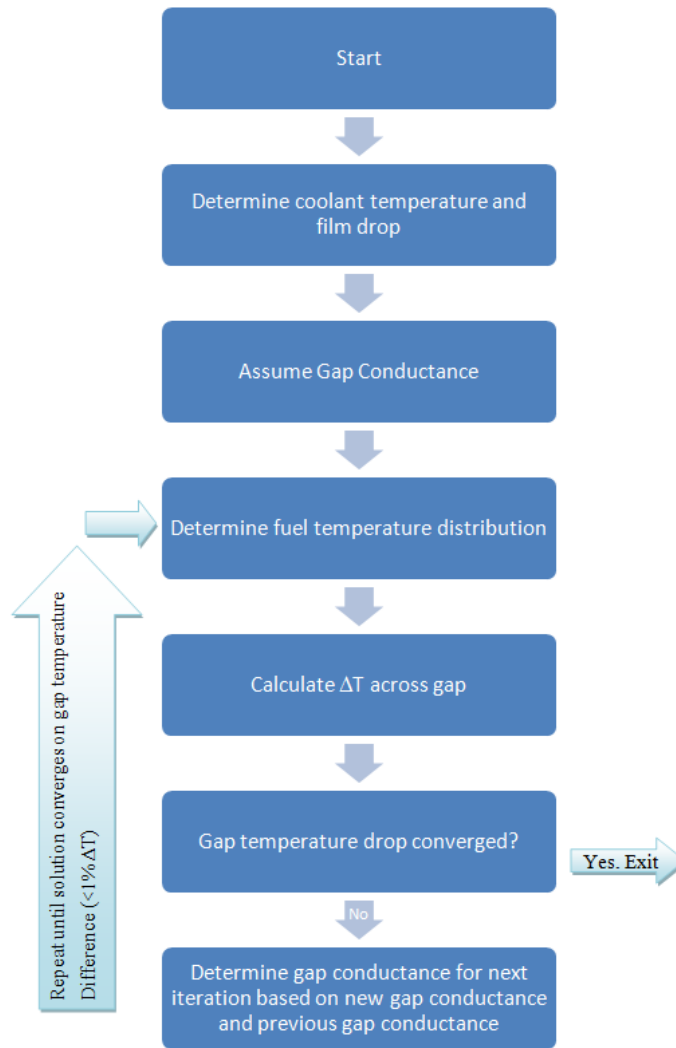 Start
Determine coolant temperature and
film drop
Assume Gap Conductance
Determine fuel temperature distribution
Calculate ΔT across gap
Gap temperature drop converged?
Yes. Exit
No
Determine gap conductance for next
iteration based on new gap conductance
and previous gap conductance
Repeat until solution converges on gap temperature
Difference (<1% ΔT)